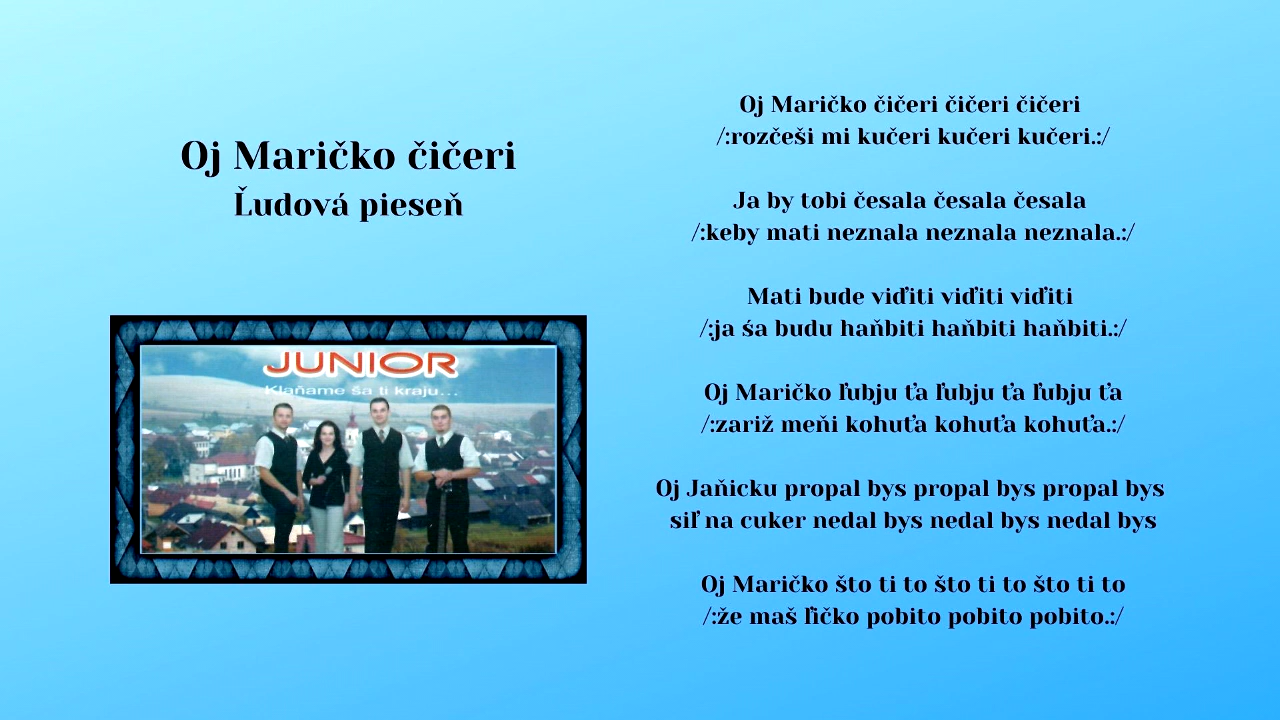 Oj Maričko čičeri
Ľudová pieseň
JUNIOR
Klaňame ša ti kraju...
Oj Maričko čičeri čičeri čičeri
/:rozčeši mi kučeri kučeri kučeri.:/
Ja by tobi česala česala česala
/:keby mati neznala neznala neznala.:/
Mati bude viďiti viďiti viďiti
/:ja śa budu haňbiti haňbiti haňbiti.:/
Oj Maričko ľubju ťa ľubju ťa ľubju ťa
/:zariž meňi kohuťa kohuťa kohuťa.:/
Oj Jaňicku propal bys propal bys propal bys
siľ na cuker nedal bys nedal bys nedal bys
Oj Maričko što ti to što ti to što ti to
/:že maš ľičko pobito pobito pobito.:/